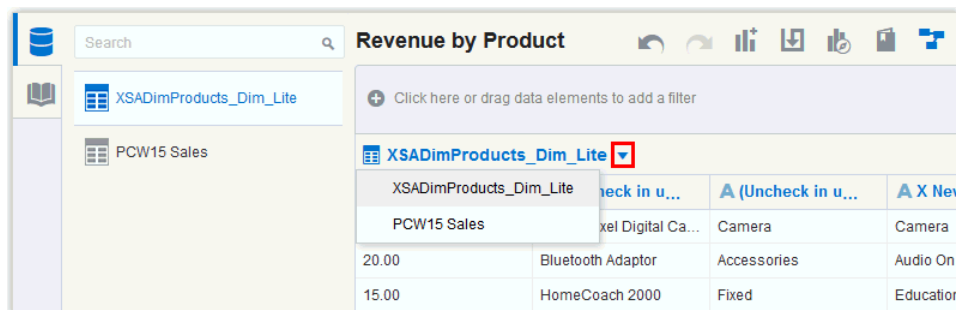 Search
Revenue by Product
XSADimProducts_Dim_Lite
PCW15 Sales
Click here or drag data elements to add a filter
XSADimProducts_Dim_Lite
XSADimProducts_Dim_Lite
PCW15 Sales
heck in u...
A (Uncheck in u...
A X Nev
xel Digital Ca... Camera Camera
20.00 Bluetooth Adaptor Accessories Audio On
15.00 HomeCoach 2000 Fixed Education